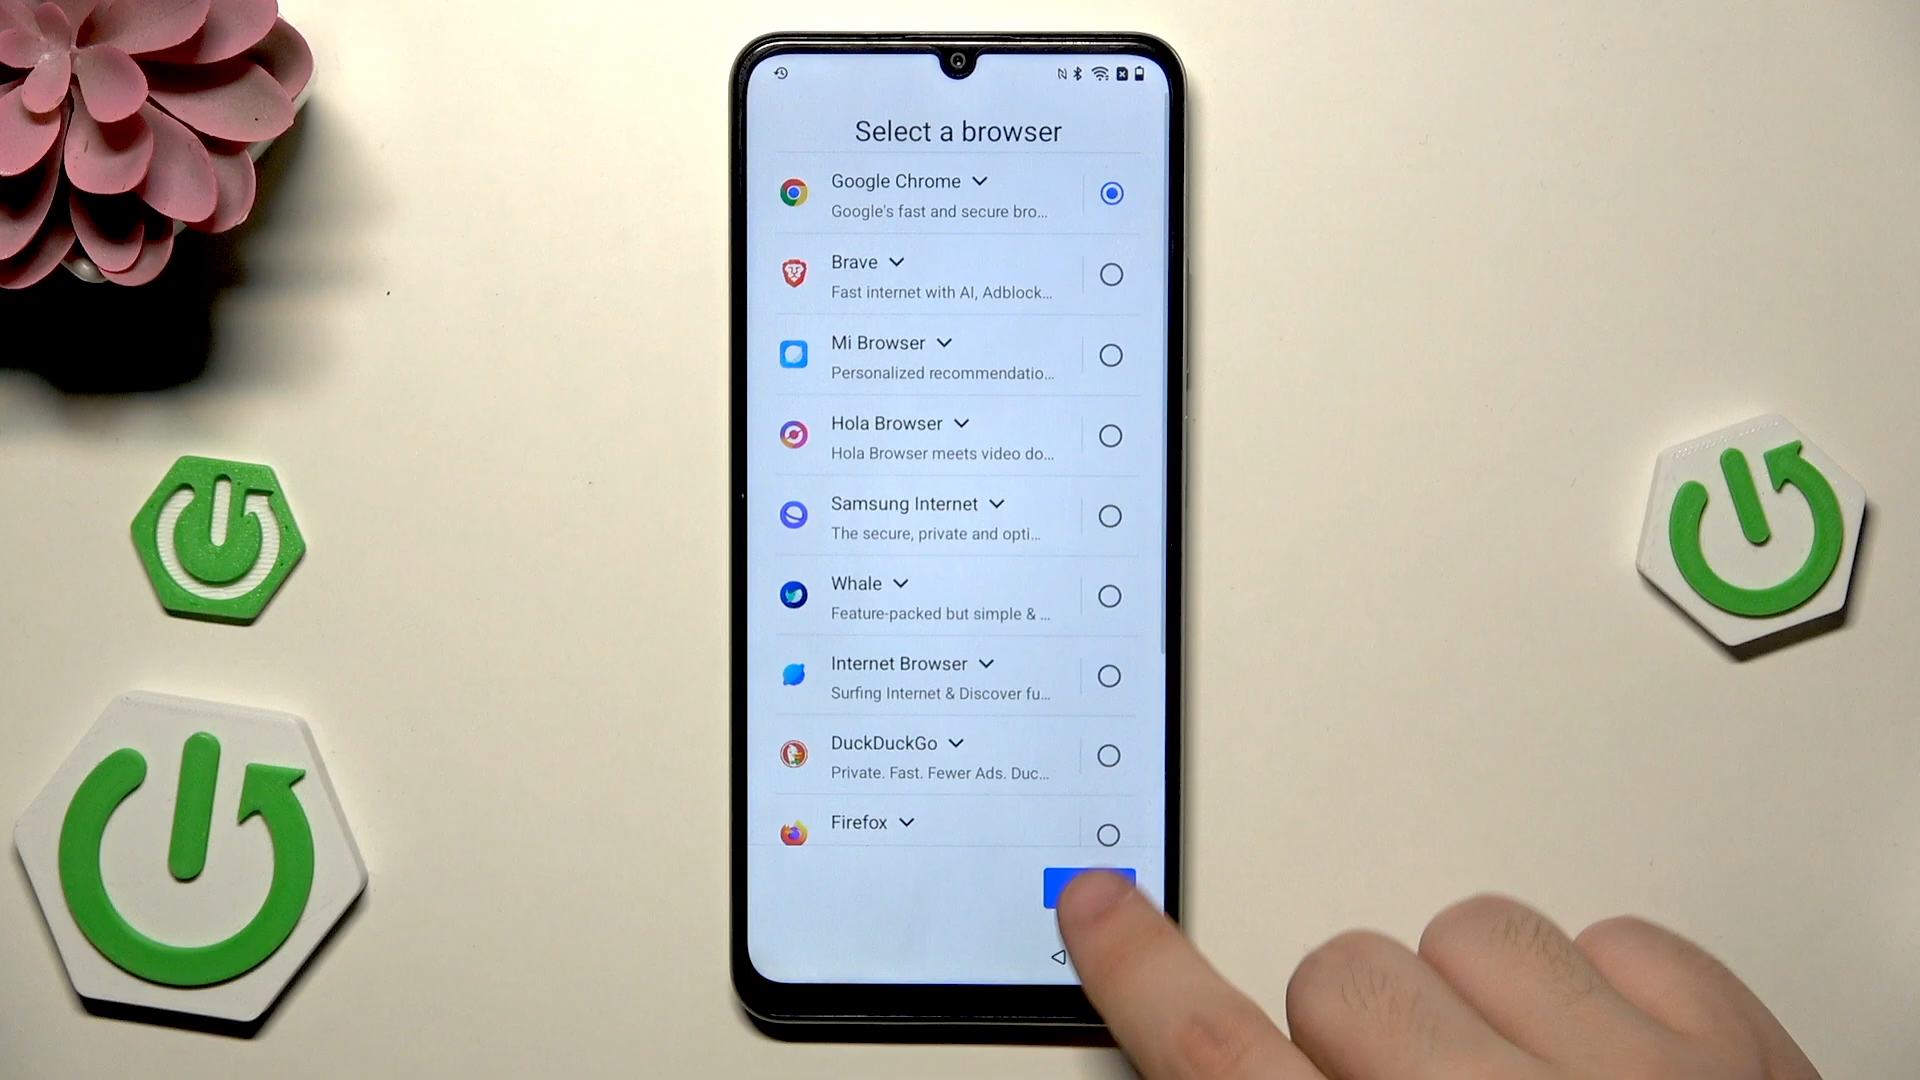 Select a browser
Google Chrome
Google's fast and secure bro...
Brave
Fast internet with AI, Adblock...
Mi Browser
Personalized recommendatio...
Hola Browser
Hola Browser meets video do...
Samsung Internet
The secure, private and opti...
Whale
Feature-packed but simple & ...
Internet Browser
Surfing Internet & Discover fu...
DuckDuckGo
Private. Fast. Fewer Ads. Duc...
Firefox